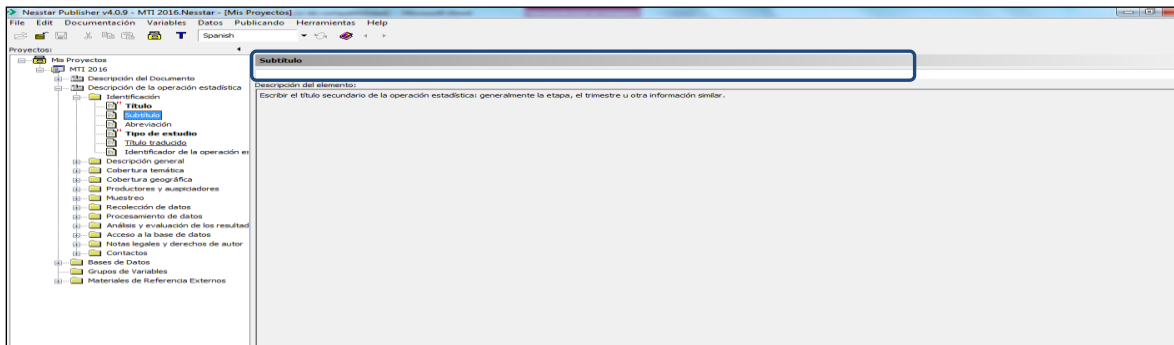 Nesstar Publisher v4.0.9 - MTI 2016.Nesstar - [Mis Proyectos]
File Edit Documentación Variables Datos Publicando Herramientas Help
T Spanish
Proyectos:
Mis Proyectos
MTI 2016
Descripción del Documento
Descripción de la operación estadística
Identificación
Título
Subtítulo
Abreviación
Tipo de estudio
Título traducido
Identificador de la operación es
Descripción general
Cobertura temática
Cobertura geográfica
Productores y auspiciadores
Muestreo
Recolección de datos
Procesamiento de datos
Análisis y evaluación de los resultad
Acceso a la base de datos
Notas legales y derechos de autor
Contactos
Bases de Datos
Grupos de Variables
Materiales de Referencia Externos
Subtítulo
Descripción del elemento:
Escribir el título secundario de la operación estadística: generalmente la etapa, el trimestre u otra información similar.